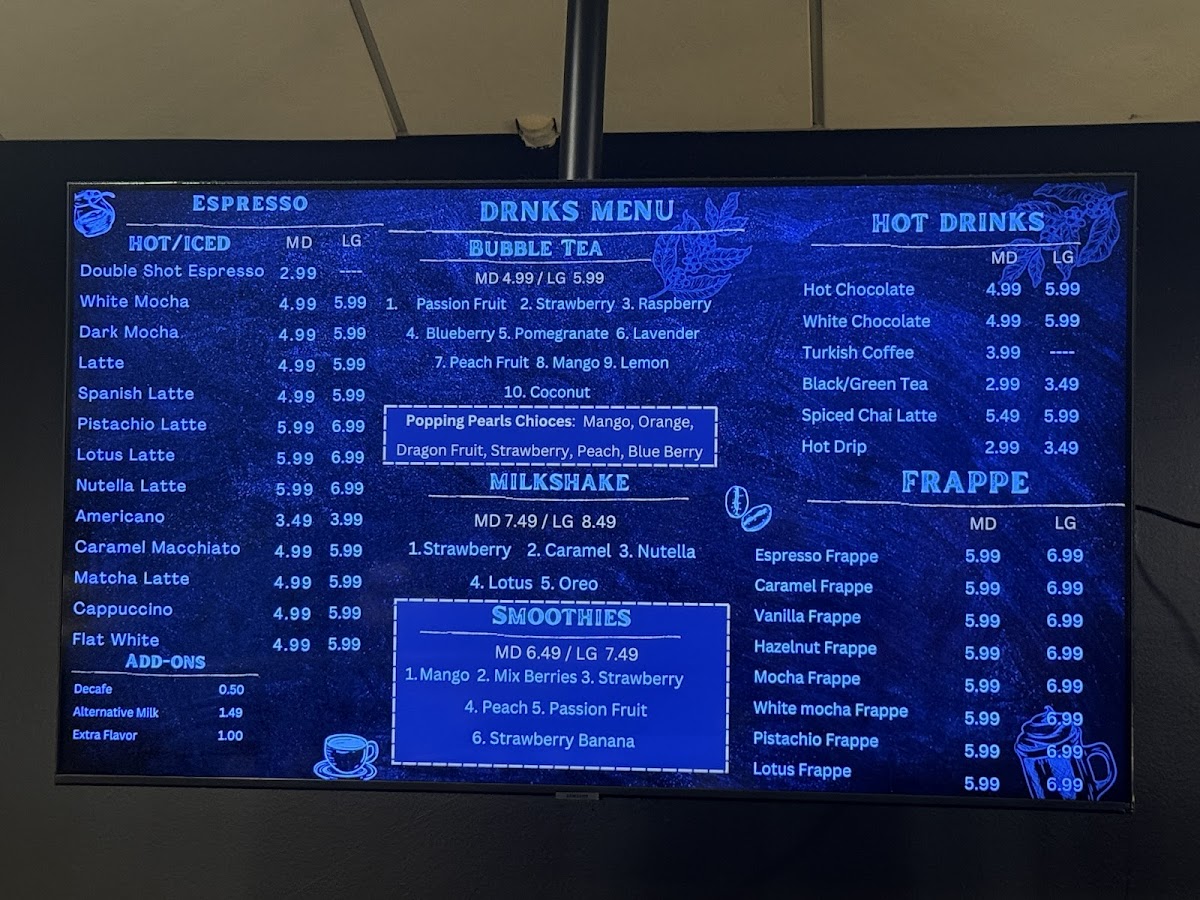 ESPRESSO
HOT/ICED MD LG
Double Shot Espresso 2.99 ----
White Mocha 4.99 5.99
Dark Mocha 4.99 5.99
Latte 4.99 5.99
Spanish Latte 4.99 5.99
Pistachio Latte 5.99 6.99
Lotus Latte 5.99 6.99
Nutella Latte 5.99 6.99
Americano 3.49 3.99
Caramel Macchiato 4.99 5.99
Matcha Latte 4.99 5.99
Cappuccino 4.99 5.99
Flat White 4.99 5.99
ADD-ONS
Decafe 0.50
Alternative Milk 1.49
Extra Flavor 1.00
DRNKS MENU
BUBBLE TEA
MD 4.99 / LG 5.99
1. Passion Fruit 2. Strawberry 3. Raspberry
4. Blueberry 5. Pomegranate 6. Lavender
7. Peach Fruit 8. Mango 9. Lemon
10. Coconut
Popping Pearls Chioces: Mango, Orange,
Dragon Fruit, Strawberry, Peach, Blue Berry
MILKSHAKE
MD 7.49 / LG 8.49
1.Strawberry 2. Caramel 3. Nutella
4. Lotus 5. Oreo
SMOOTHIES
MD 6.49 / LG 7.49
1.Mango 2. Mix Berries 3. Strawberry
4. Peach 5. Passion Fruit
6. Strawberry Banana
HOT DRINKS
MD LG
Hot Chocolate 4.99 5.99
White Chocolate 4.99 5.99
Turkish Coffee 3.99 ----
Black/Green Tea 2.99 3.49
Spiced Chai Latte 5.49 5.99
Hot Drip 2.99 3.49
FRAPPE
MD LG
Espresso Frappe 5.99 6.99
Caramel Frappe 5.99 6.99
Vanilla Frappe 5.99 6.99
Hazelnut Frappe 5.99 6.99
Mocha Frappe 5.99 6.99
White mocha Frappe 5.99 6.99
Pistachio Frappe 5.99 6.99
Lotus Frappe 5.99 6.99